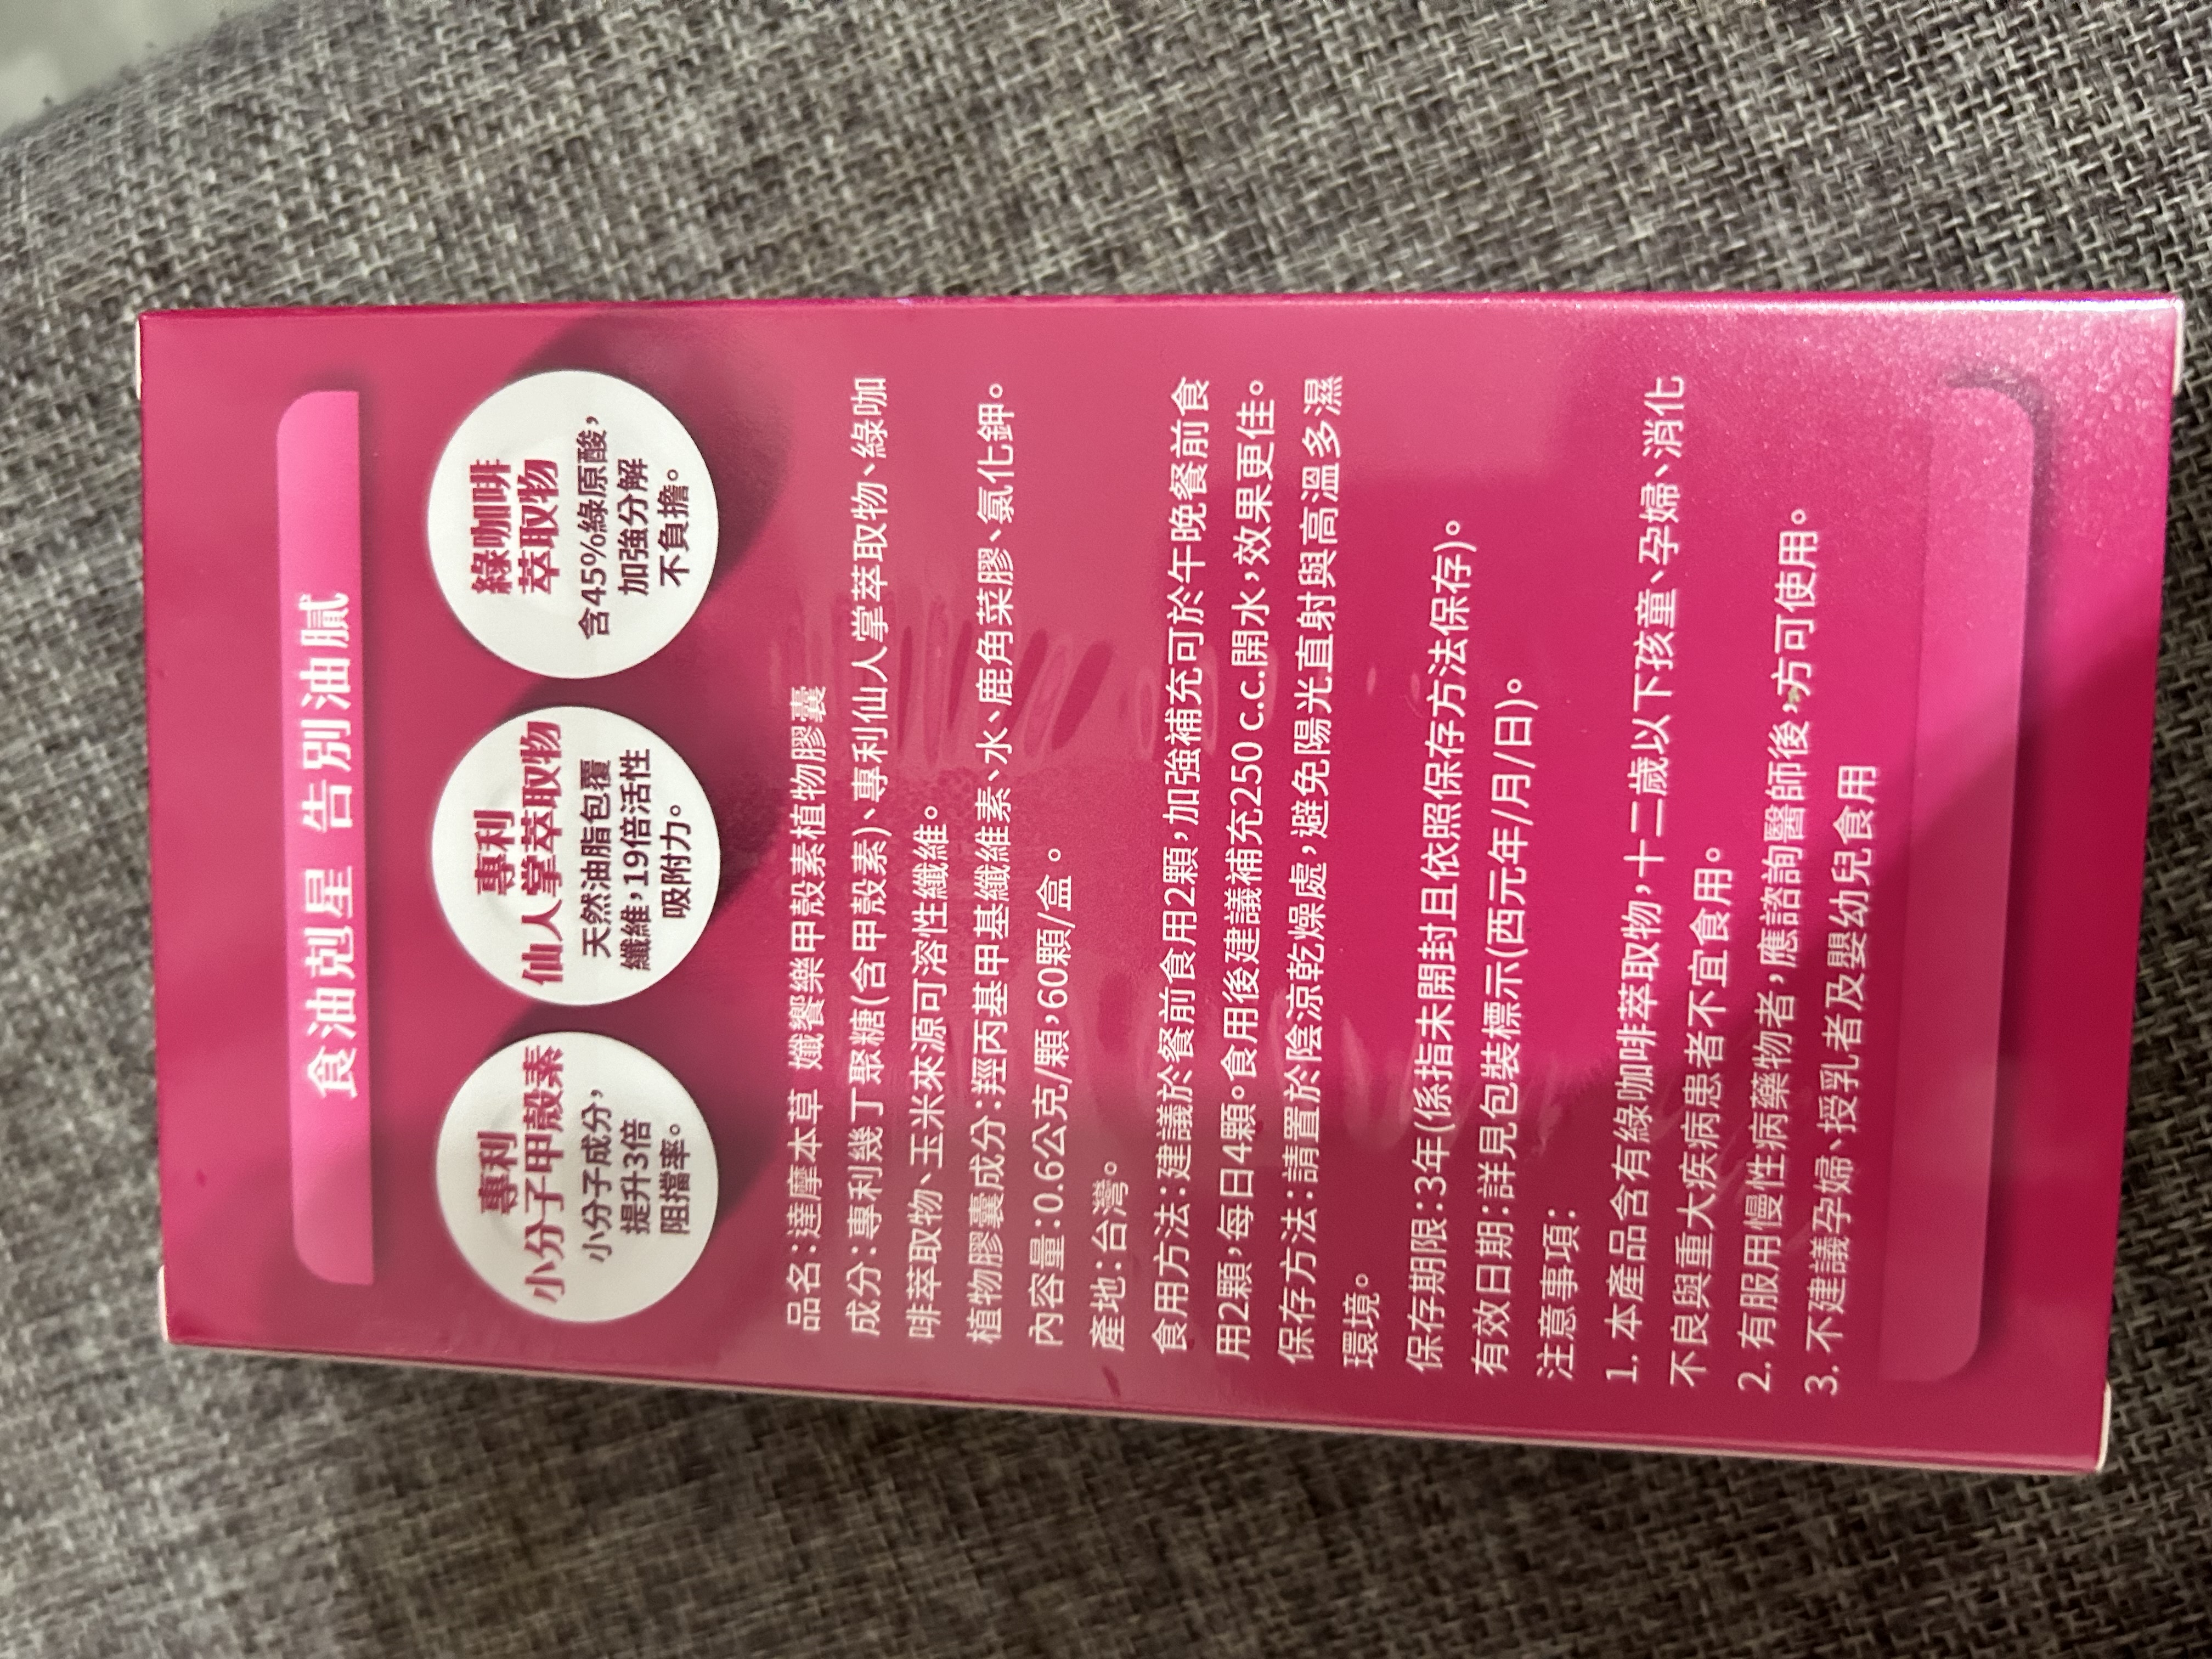 食油剋星 告別油膩
專利
小分子甲殼素
小分子成分,
提升3倍
阻擋率。
專利
仙人掌萃取物
天然油脂包覆
纖維,19倍活性
吸附力。
綠咖啡
萃取物
含45%綠原酸,
加強分解
不負擔。
品名:達摩本草 孅饗樂甲殼素植物膠囊
成分:專利幾丁聚糖(含甲殼素)、專利仙人掌萃取物、綠咖
啡萃取物、玉米來源可溶性纖維。
植物膠囊成分:羥丙基甲基纖維素、水、鹿角菜膠、氯化鉀。
內容量:0.6公克/顆,60顆/盒。
產地:台灣。
食用方法:建議於餐前食用2顆,加強補充可於午晚餐前食
用2顆,每日4顆。食用後建議補充250 c.c.開水,效果更佳。
保存方法:請置於陰涼乾燥處,避免陽光直射與高溫多濕
環境。
保存期限:3年(係指未開封且依照保存方法保存)。
有效日期:詳見包裝標示(西元年/月/日)。
注意事項:
1. 本產品含有綠咖啡萃取物,十二歲以下孩童、孕婦、消化
不良與重大疾病患者不宜食用。
2. 有服用慢性病藥物者,應諮詢醫師後,方可使用。
3. 不建議孕婦、授乳者及嬰幼兒食用